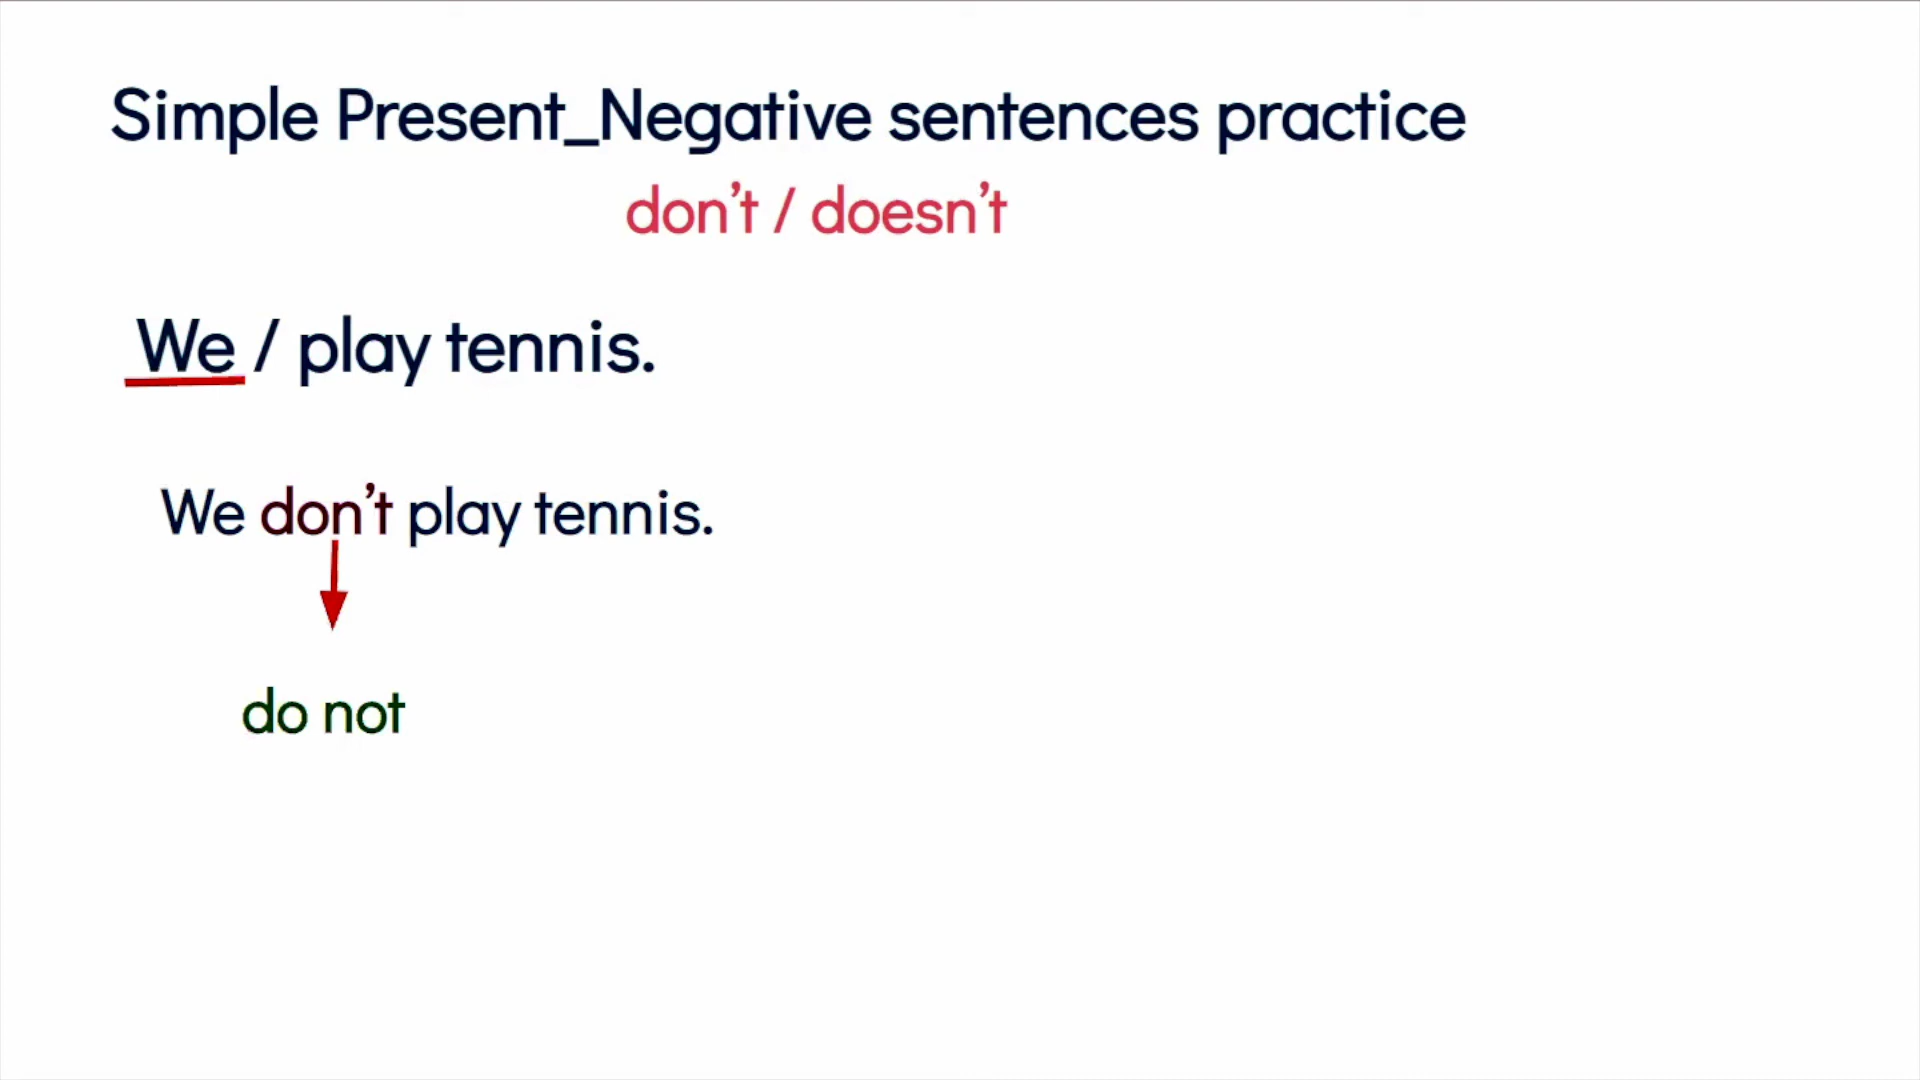 Simple Present_Negative sentences practice
don’t / doesn’t
We / play tennis.
We don’t play tennis.
do not